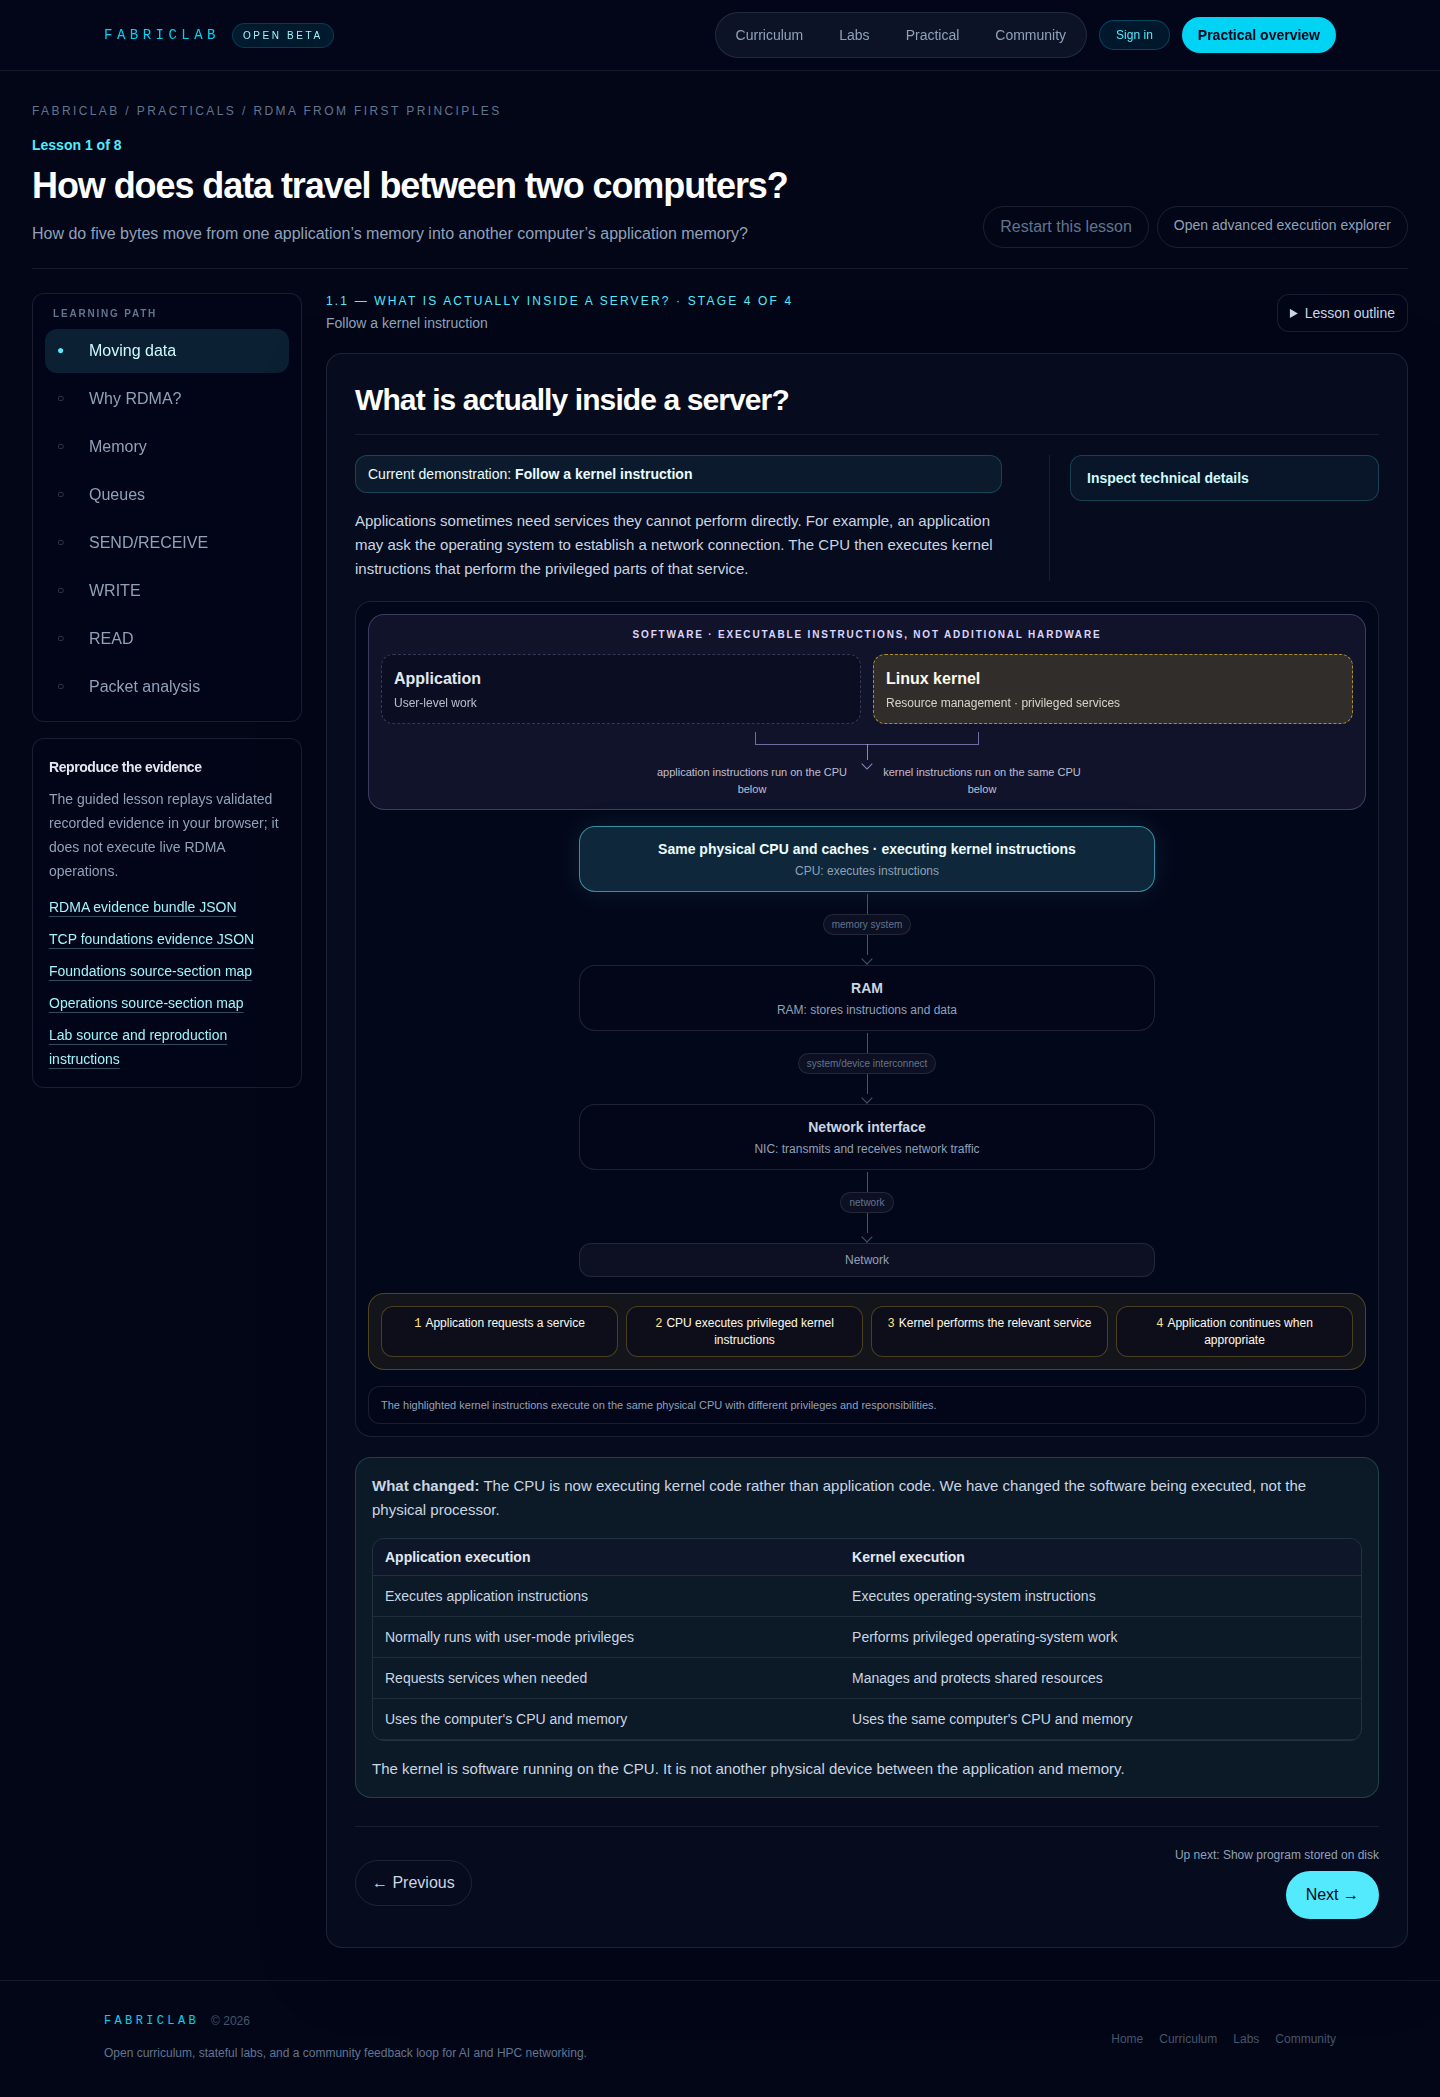 FABRICLAB OPEN BETA Curriculum Labs Practical Community Sign in Practical overview
FABRICLAB / PRACTICALS / RDMA FROM FIRST PRINCIPLES
Lesson 1 of 8
How does data travel between two computers?
How do five bytes move from one application’s memory into another computer’s application memory?
Restart this lesson Open advanced execution explorer
LEARNING PATH
Moving data
Why RDMA?
Memory
Queues
SEND/RECEIVE
WRITE
READ
Packet analysis
Reproduce the evidence
The guided lesson replays validated
recorded evidence in your browser; it
does not execute live RDMA
operations.
RDMA evidence bundle JSON
TCP foundations evidence JSON
Foundations source-section map
Operations source-section map
Lab source and reproduction
instructions
1.1 — WHAT IS ACTUALLY INSIDE A SERVER? · STAGE 4 OF 4
Follow a kernel instruction
▶ Lesson outline
What is actually inside a server?
Current demonstration: Follow a kernel instruction
Inspect technical details
Applications sometimes need services they cannot perform directly. For example, an application
may ask the operating system to establish a network connection. The CPU then executes kernel
instructions that perform the privileged parts of that service.
SOFTWARE · EXECUTABLE INSTRUCTIONS, NOT ADDITIONAL HARDWARE
Application
User-level work
Linux kernel
Resource management · privileged services
application instructions run on the CPU
below
kernel instructions run on the same CPU
below
Same physical CPU and caches · executing kernel instructions
CPU: executes instructions
memory system
RAM
RAM: stores instructions and data
system/device interconnect
Network interface
NIC: transmits and receives network traffic
network
Network
1 Application requests a service
2 CPU executes privileged kernel
instructions
3 Kernel performs the relevant service
4 Application continues when
appropriate
The highlighted kernel instructions execute on the same physical CPU with different privileges and responsibilities.
What changed: The CPU is now executing kernel code rather than application code. We have changed the software being executed, not the
physical processor.
Application execution Kernel execution
Executes application instructions Executes operating-system instructions
Normally runs with user-mode privileges Performs privileged operating-system work
Requests services when needed Manages and protects shared resources
Uses the computer's CPU and memory Uses the same computer's CPU and memory
The kernel is software running on the CPU. It is not another physical device between the application and memory.
Up next: Show program stored on disk
← Previous
Next →
FABRICLAB © 2026
Open curriculum, stateful labs, and a community feedback loop for AI and HPC networking.
Home Curriculum Labs Community